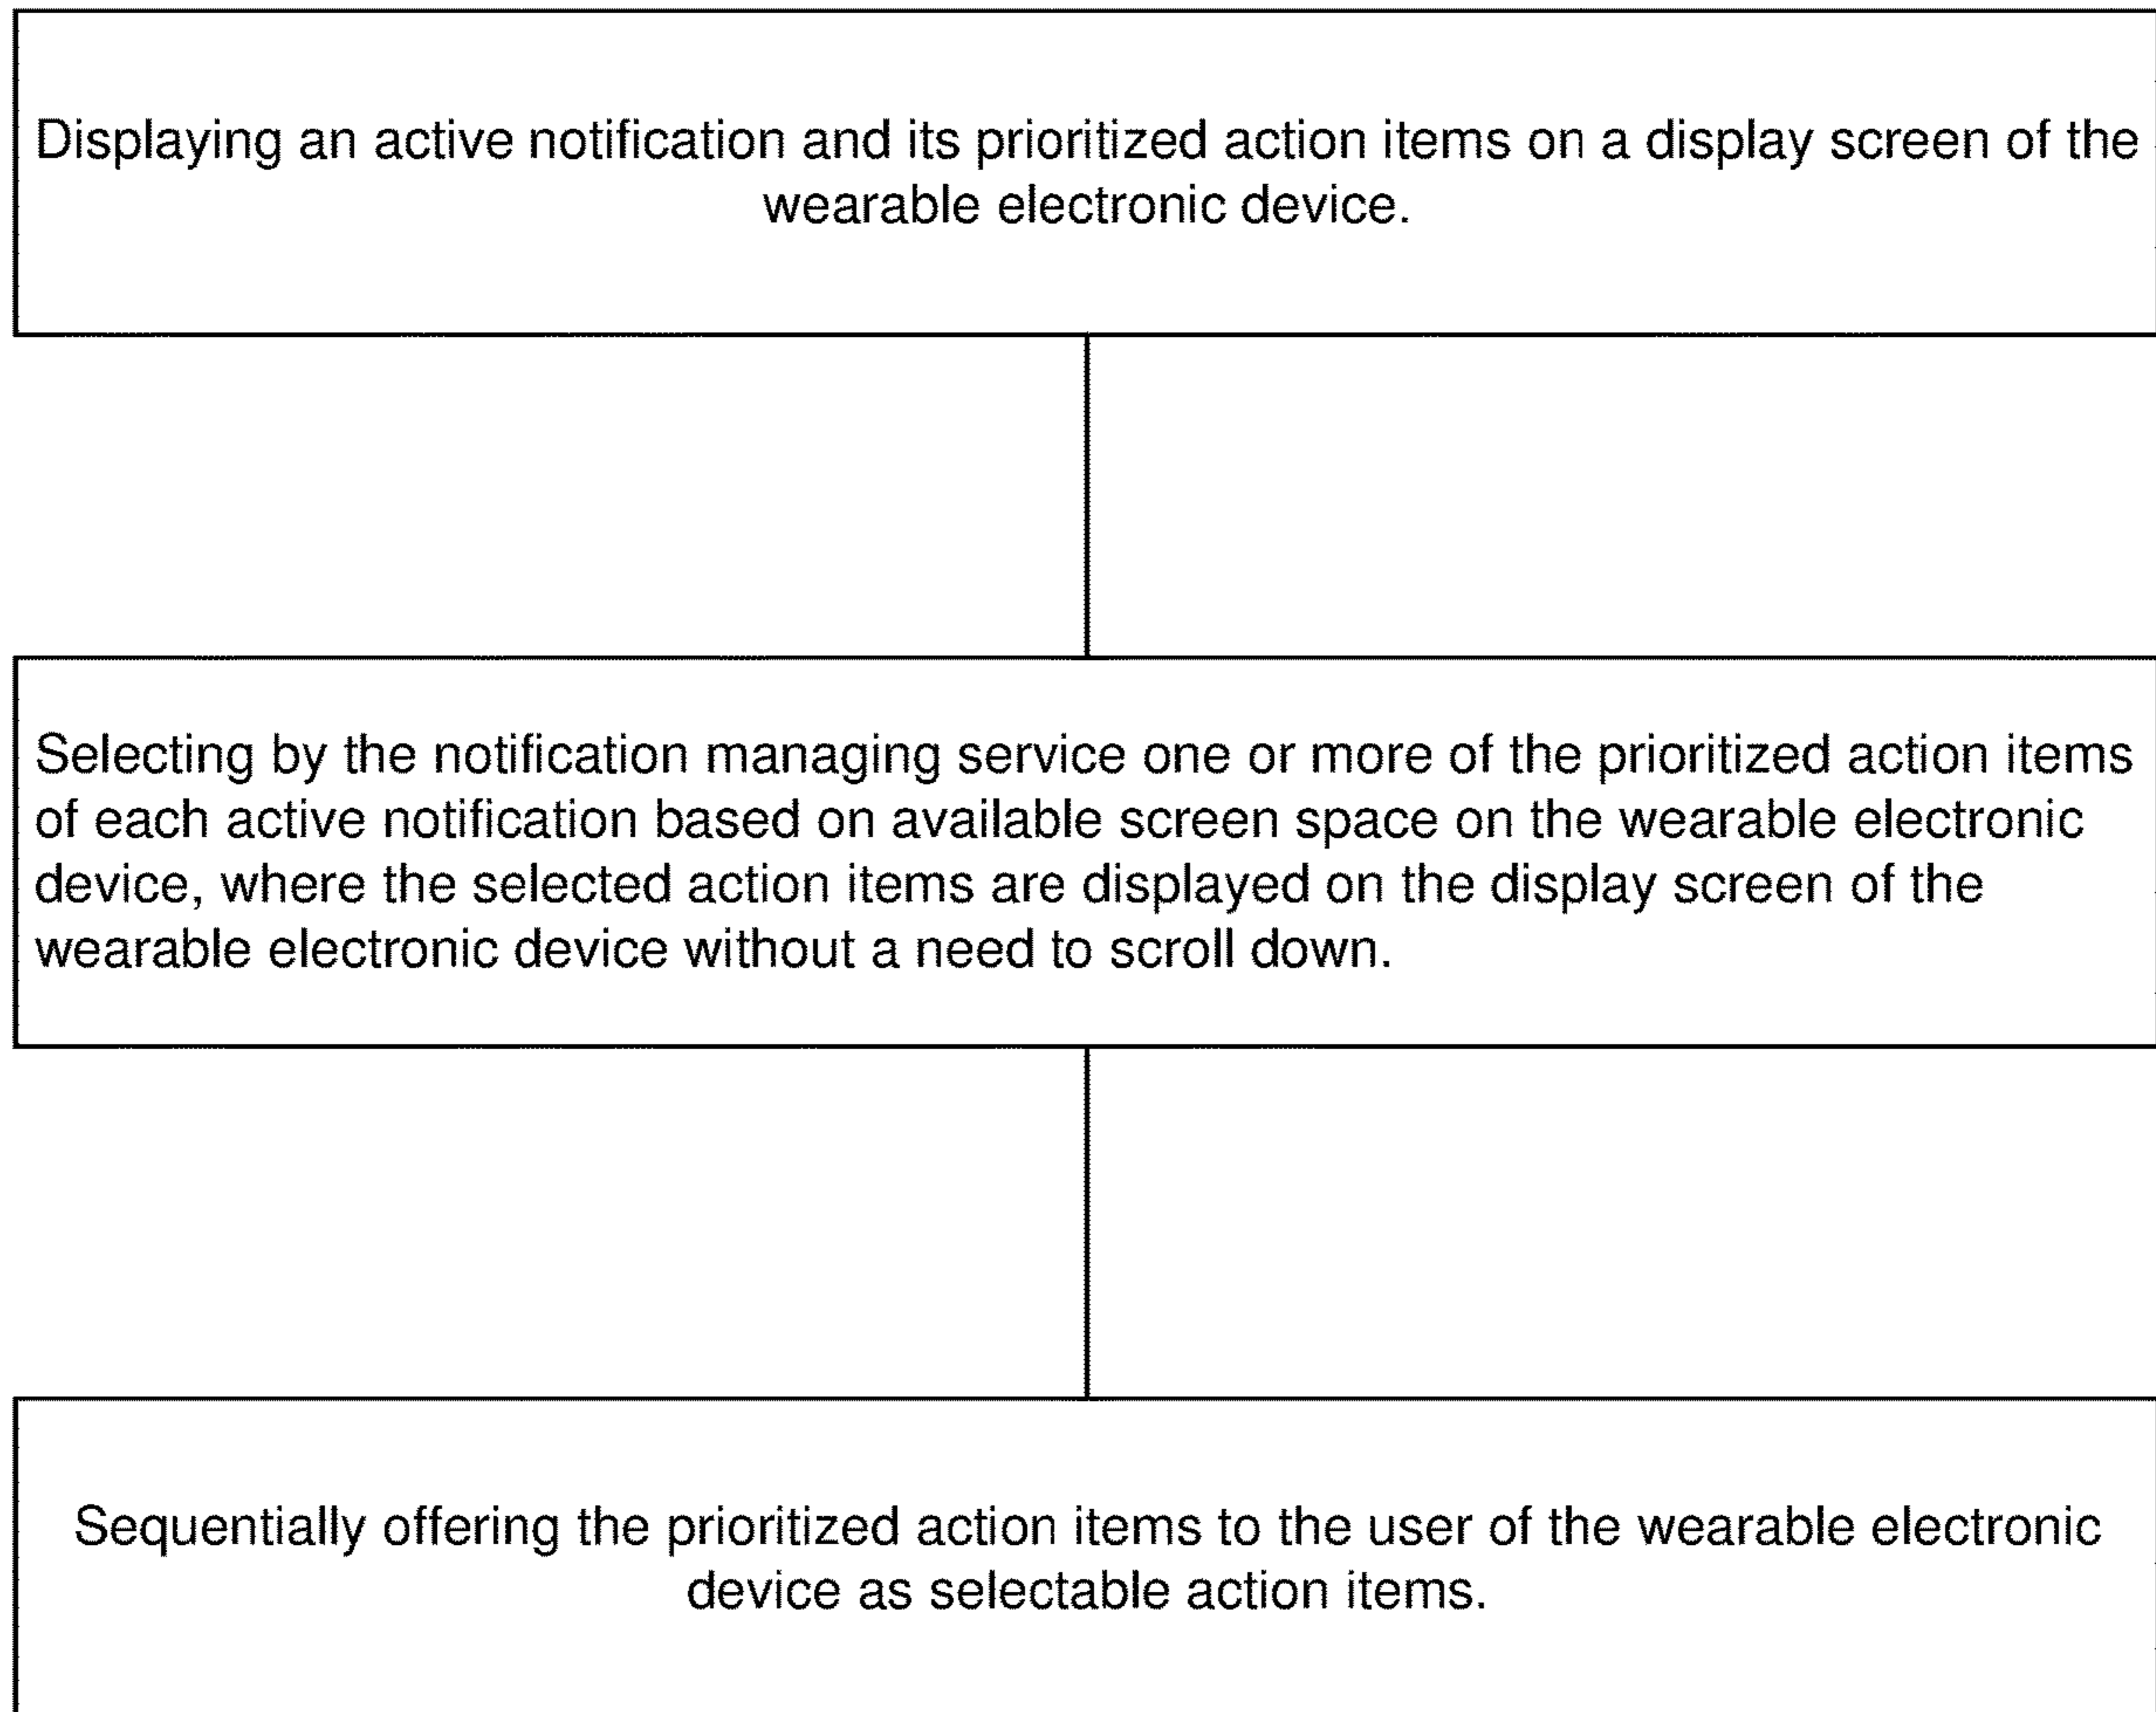 Displaying an active notification and its prioritized action items on a display screen of the
wearable electronic device.
Selecting by the notification managing service one or more of the prioritized action items
of each active notification based on available screen space on the wearable electronic
device, where the selected action items are displayed on the display screen of the
wearable electronic device without a need to scroll down.
Sequentially offering the prioritized action items to the user of the wearable electronic
device as selectable action items.